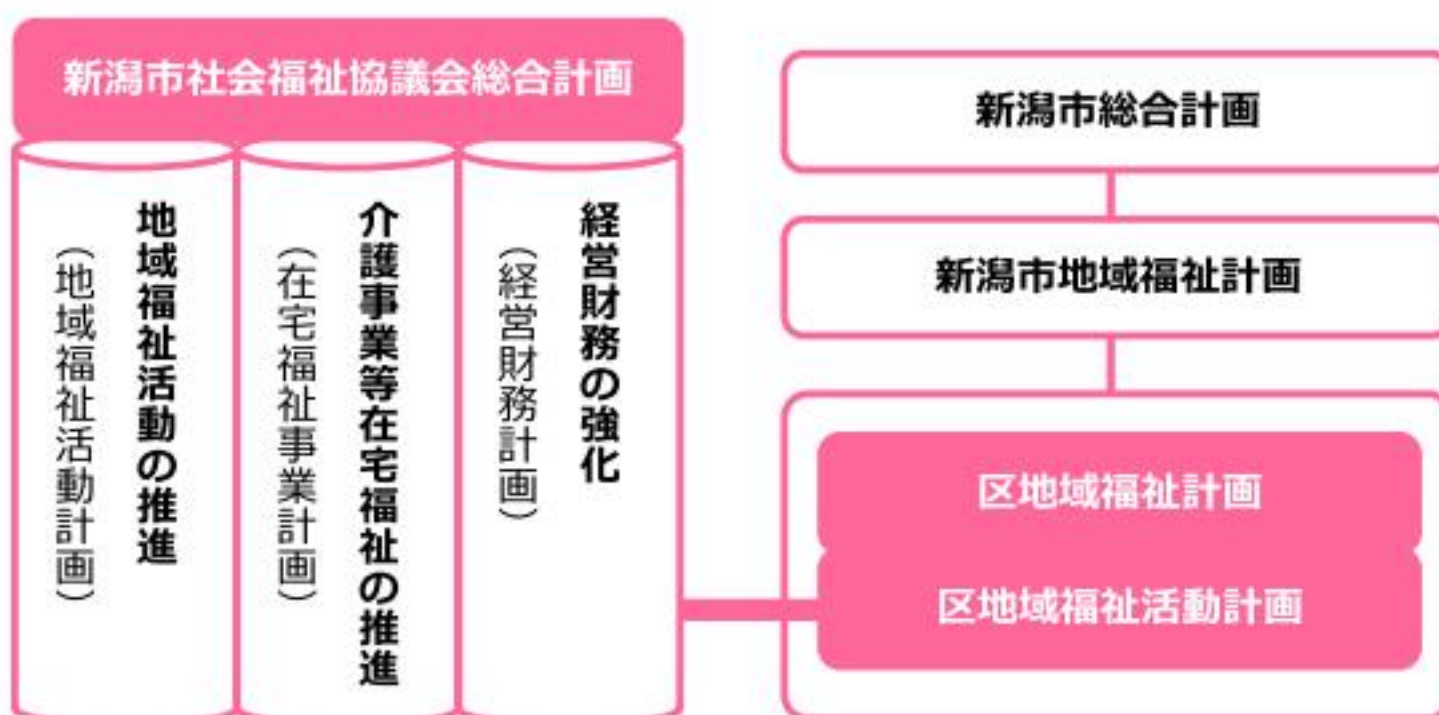 新潟市社会福祉協議会総合計画
地域福祉活動の推進
（地域福祉活動計画）
介護事業等在宅福祉の推進
（在宅福祉事業計画）
経営財務の強化
（経営財務計画）
新潟市総合計画
新潟市地域福祉計画
区地域福祉計画
区地域福祉活動計画